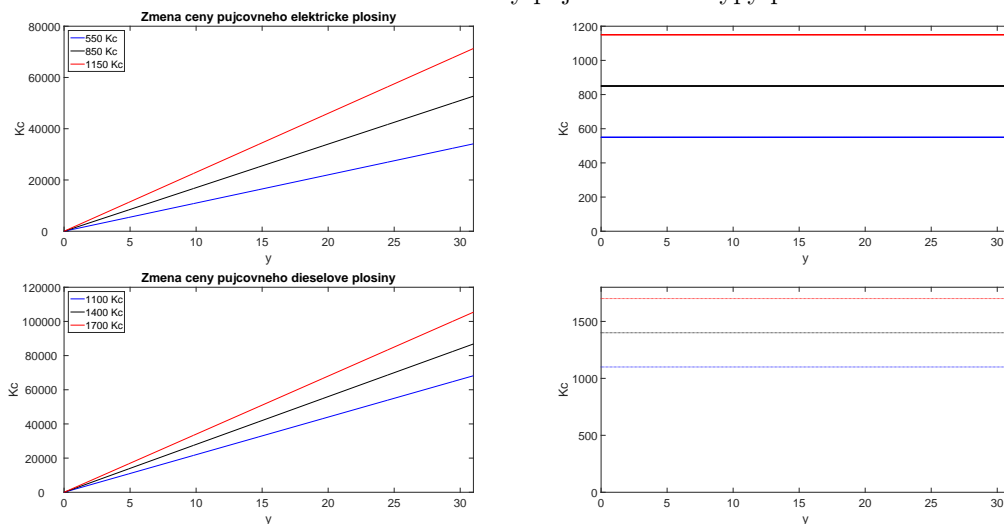 Zmena ceny pujcovneho elektricke plosiny
80000
60000
40000
20000
0
Kc
550 Kc
850 Kc
1150 Kc
0 5 10 15 20 25 30
y
1200
1000
800
600
400
200
0
Kc
0 5 10 15 20 25 30
y
Zmena ceny pujcovneho dieselove plosiny
120000
100000
80000
60000
40000
20000
0
Kc
1100 Kc
1400 Kc
1700 Kc
0 5 10 15 20 25 30
y
1500
1000
500
0
Kc
0 5 10 15 20 25 30
y